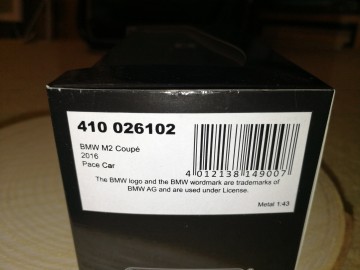 410 026102
BMW M2 Coupé
2016
Pace Car
4 012138 149007
The BMW logo and the BMW wordmark are trademarks of
BMW AG and are used under License.
Metal 1:43